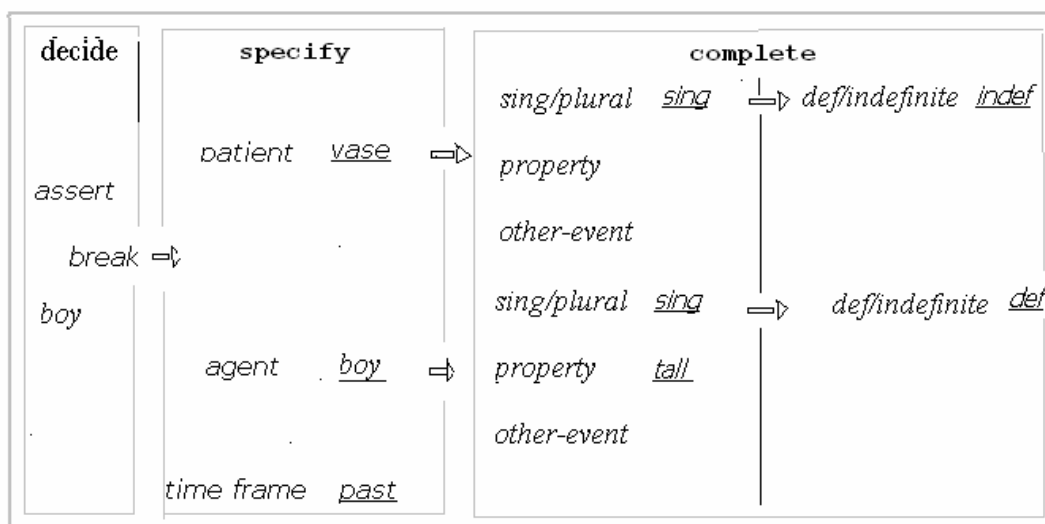 decide specify complete
sing/plural sing def/indefinite indef
patient vase
property
assert
other-event
break
sing/plural sing def/indefinite def
boy
agent boy property tall
other-event
time frame past